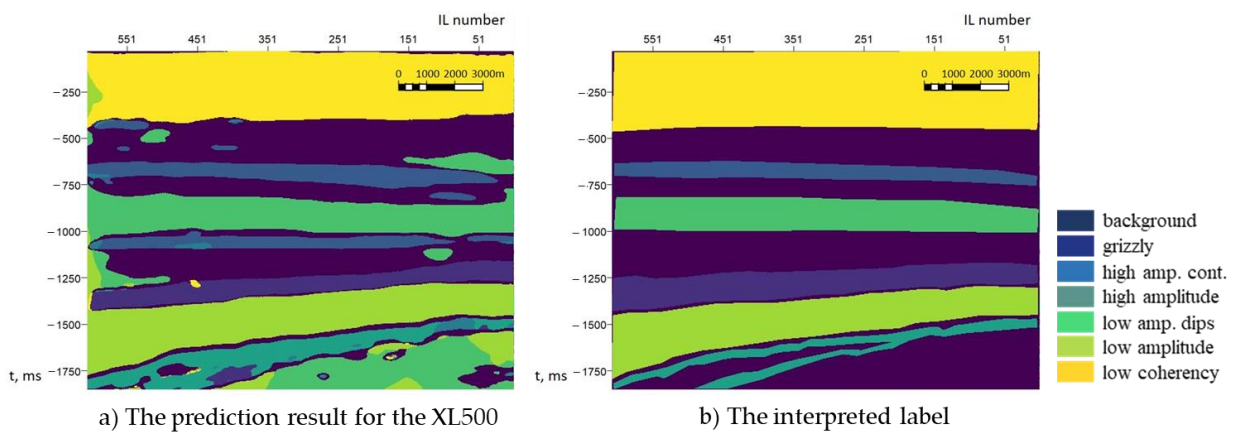 IL number
551 451 351 251 151 51
0 1000 2000 3000m
−250
−500
−750
−1000
−1250
−1500
−1750
t, ms
a) The prediction result for the XL500
IL number
551 451 351 251 151 51
0 1000 2000 3000m
−250
−500
−750
−1000
−1250
−1500
−1750
t, ms
b) The interpreted label
background
grizzly
high amp. cont.
high amplitude
low amp. dips
low amplitude
low coherency